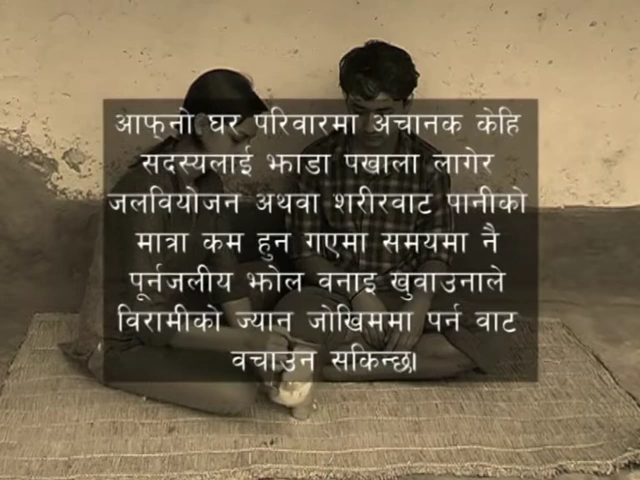 आफ्नो घर परिवारमा अचानक केहि
सदस्यलाई झाडा पखाला लागेर
जलवियोजन अथवा शरीरवाट पानीको
मात्रा कम हुन गएमा समयमा नै
पूर्नजलीय झोल वनाइ खुवाउनाले
विरामीको ज्यान जोखिममा पर्न वाट
वचाउन सकिन्छ।